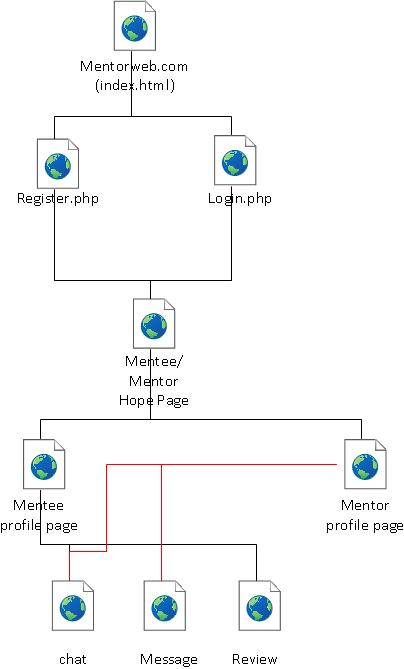 Mentorweb.com
(index.html)
Register.php
Login.php
Mentee/
Mentor
Hope Page
Mentee
profile page
Mentor
profile page
chat
Message
Review